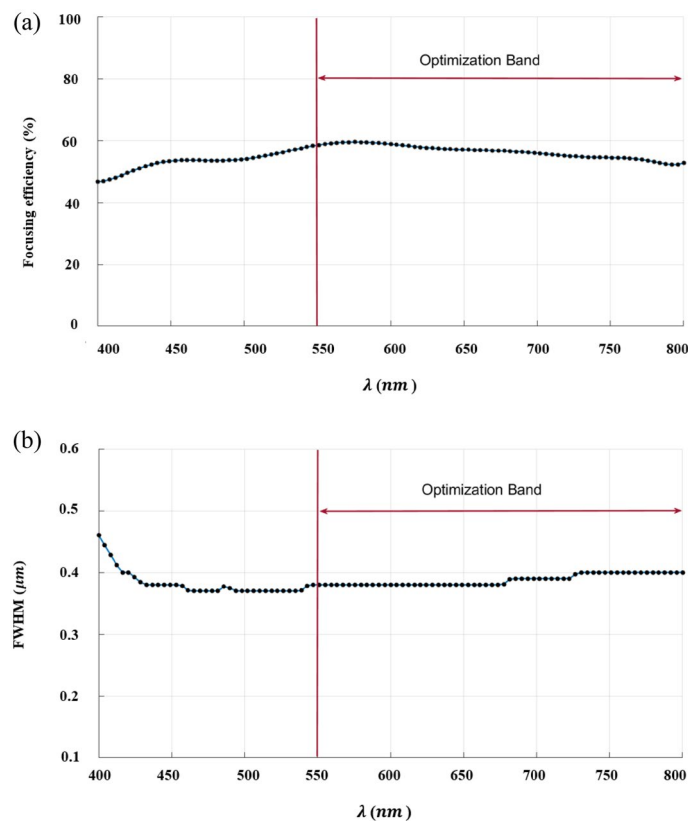 (a)
100
80
60
40
20
0
Focusing efficiency (%)
Optimization Band
400 450 500 550 600 650 700 750 800
λ (nm)
(b)
0.6
0.5
0.4
0.3
0.2
0.1
FWHM (μm)
Optimization Band
400 450 500 550 600 650 700 750 800
λ (nm)